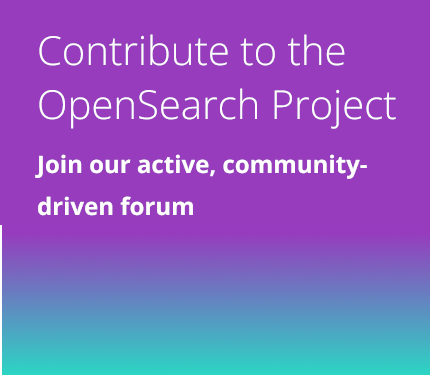 Contribute to the
OpenSearch Project
Join our active, community-
driven forum